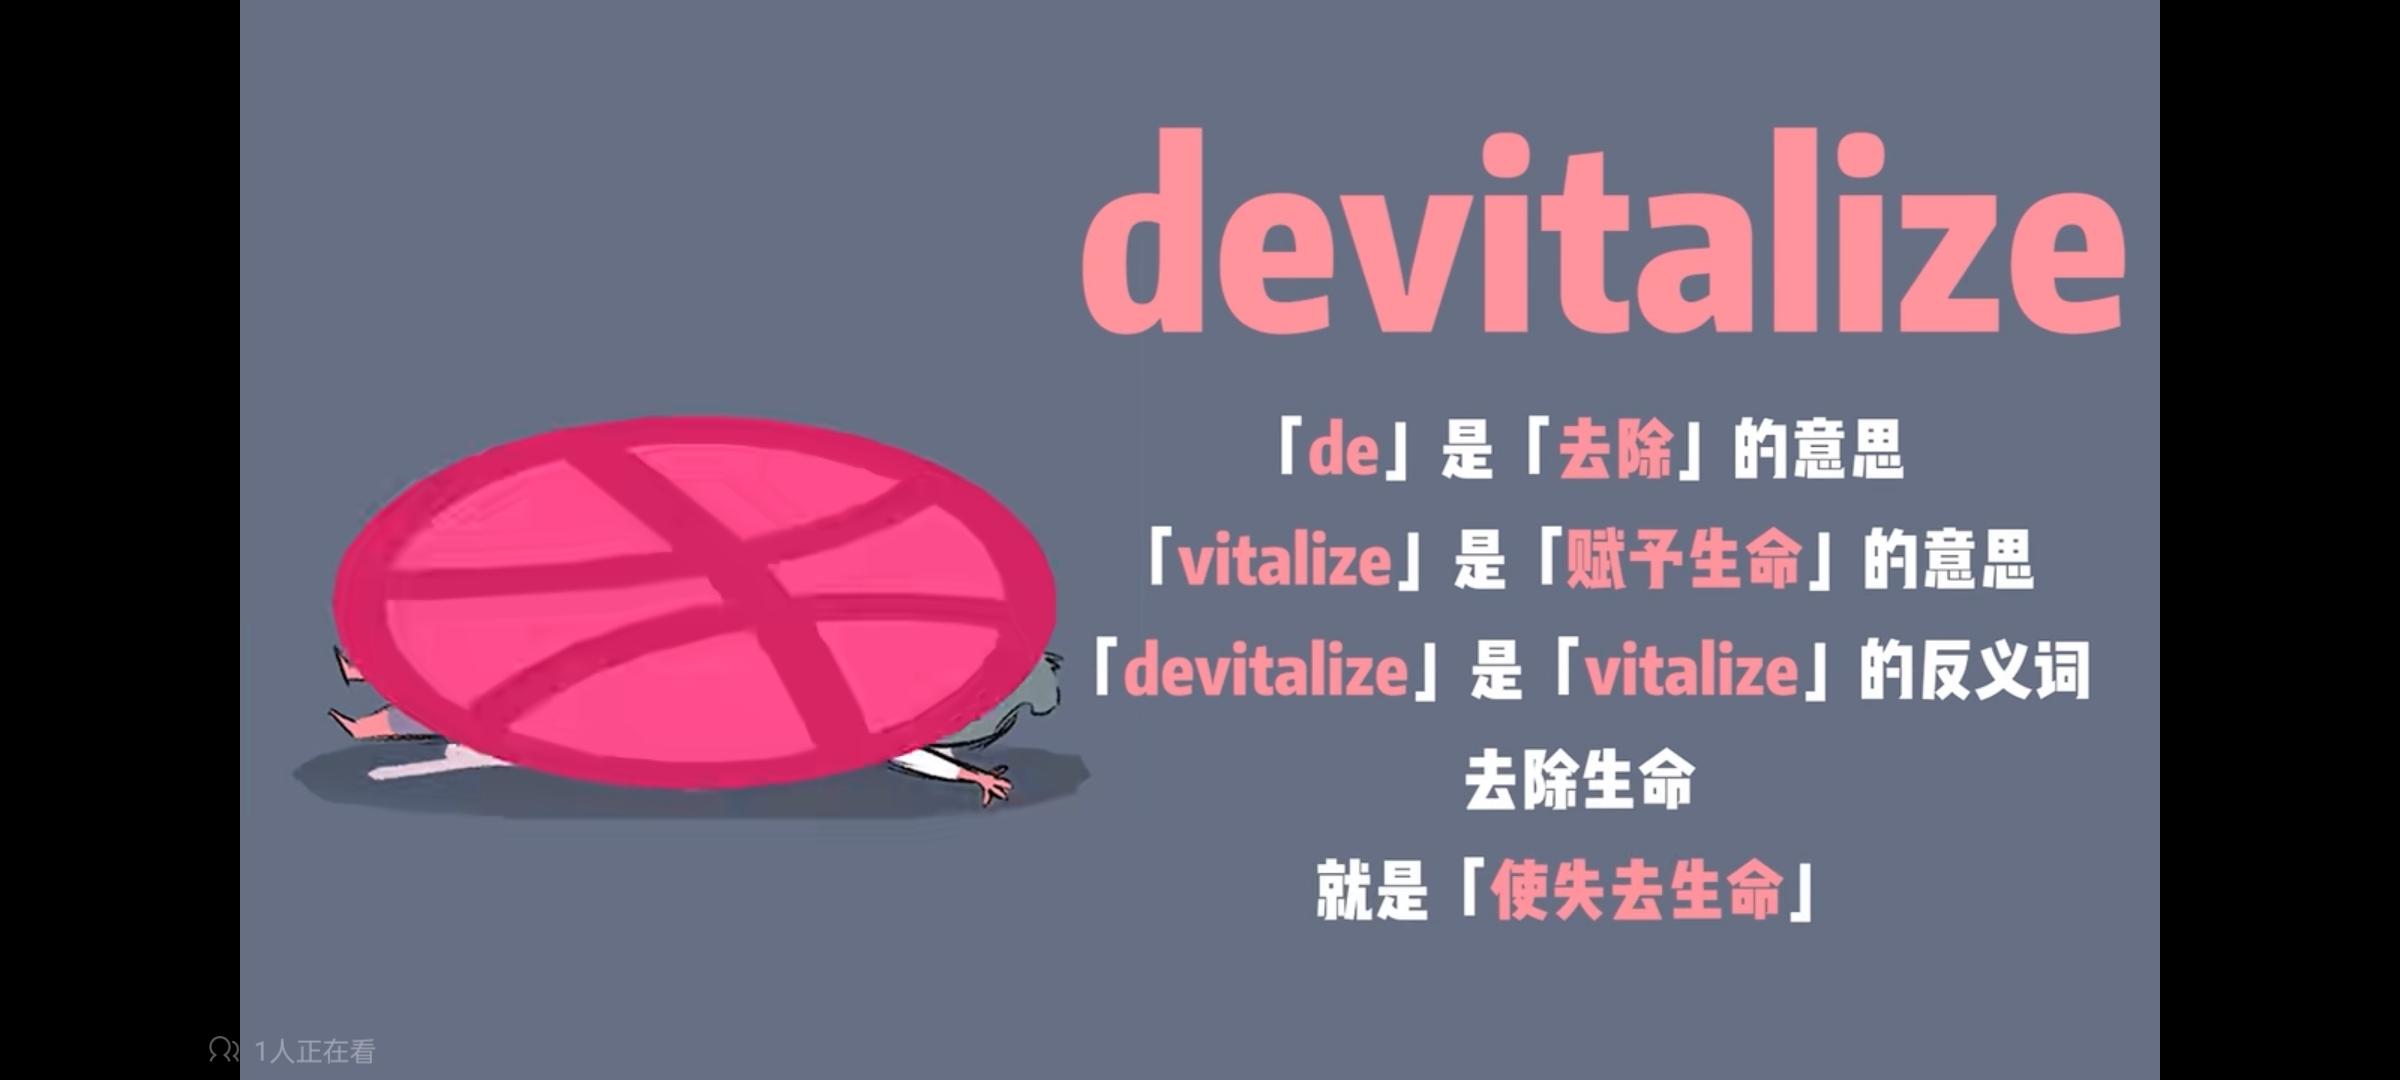 devitalize
「de」是「去除」的意思
「vitalize」是「赋予生命」的意思
「devitalize」是「vitalize」的反义词
去除生命
就是「使失去生命」
1人正在看